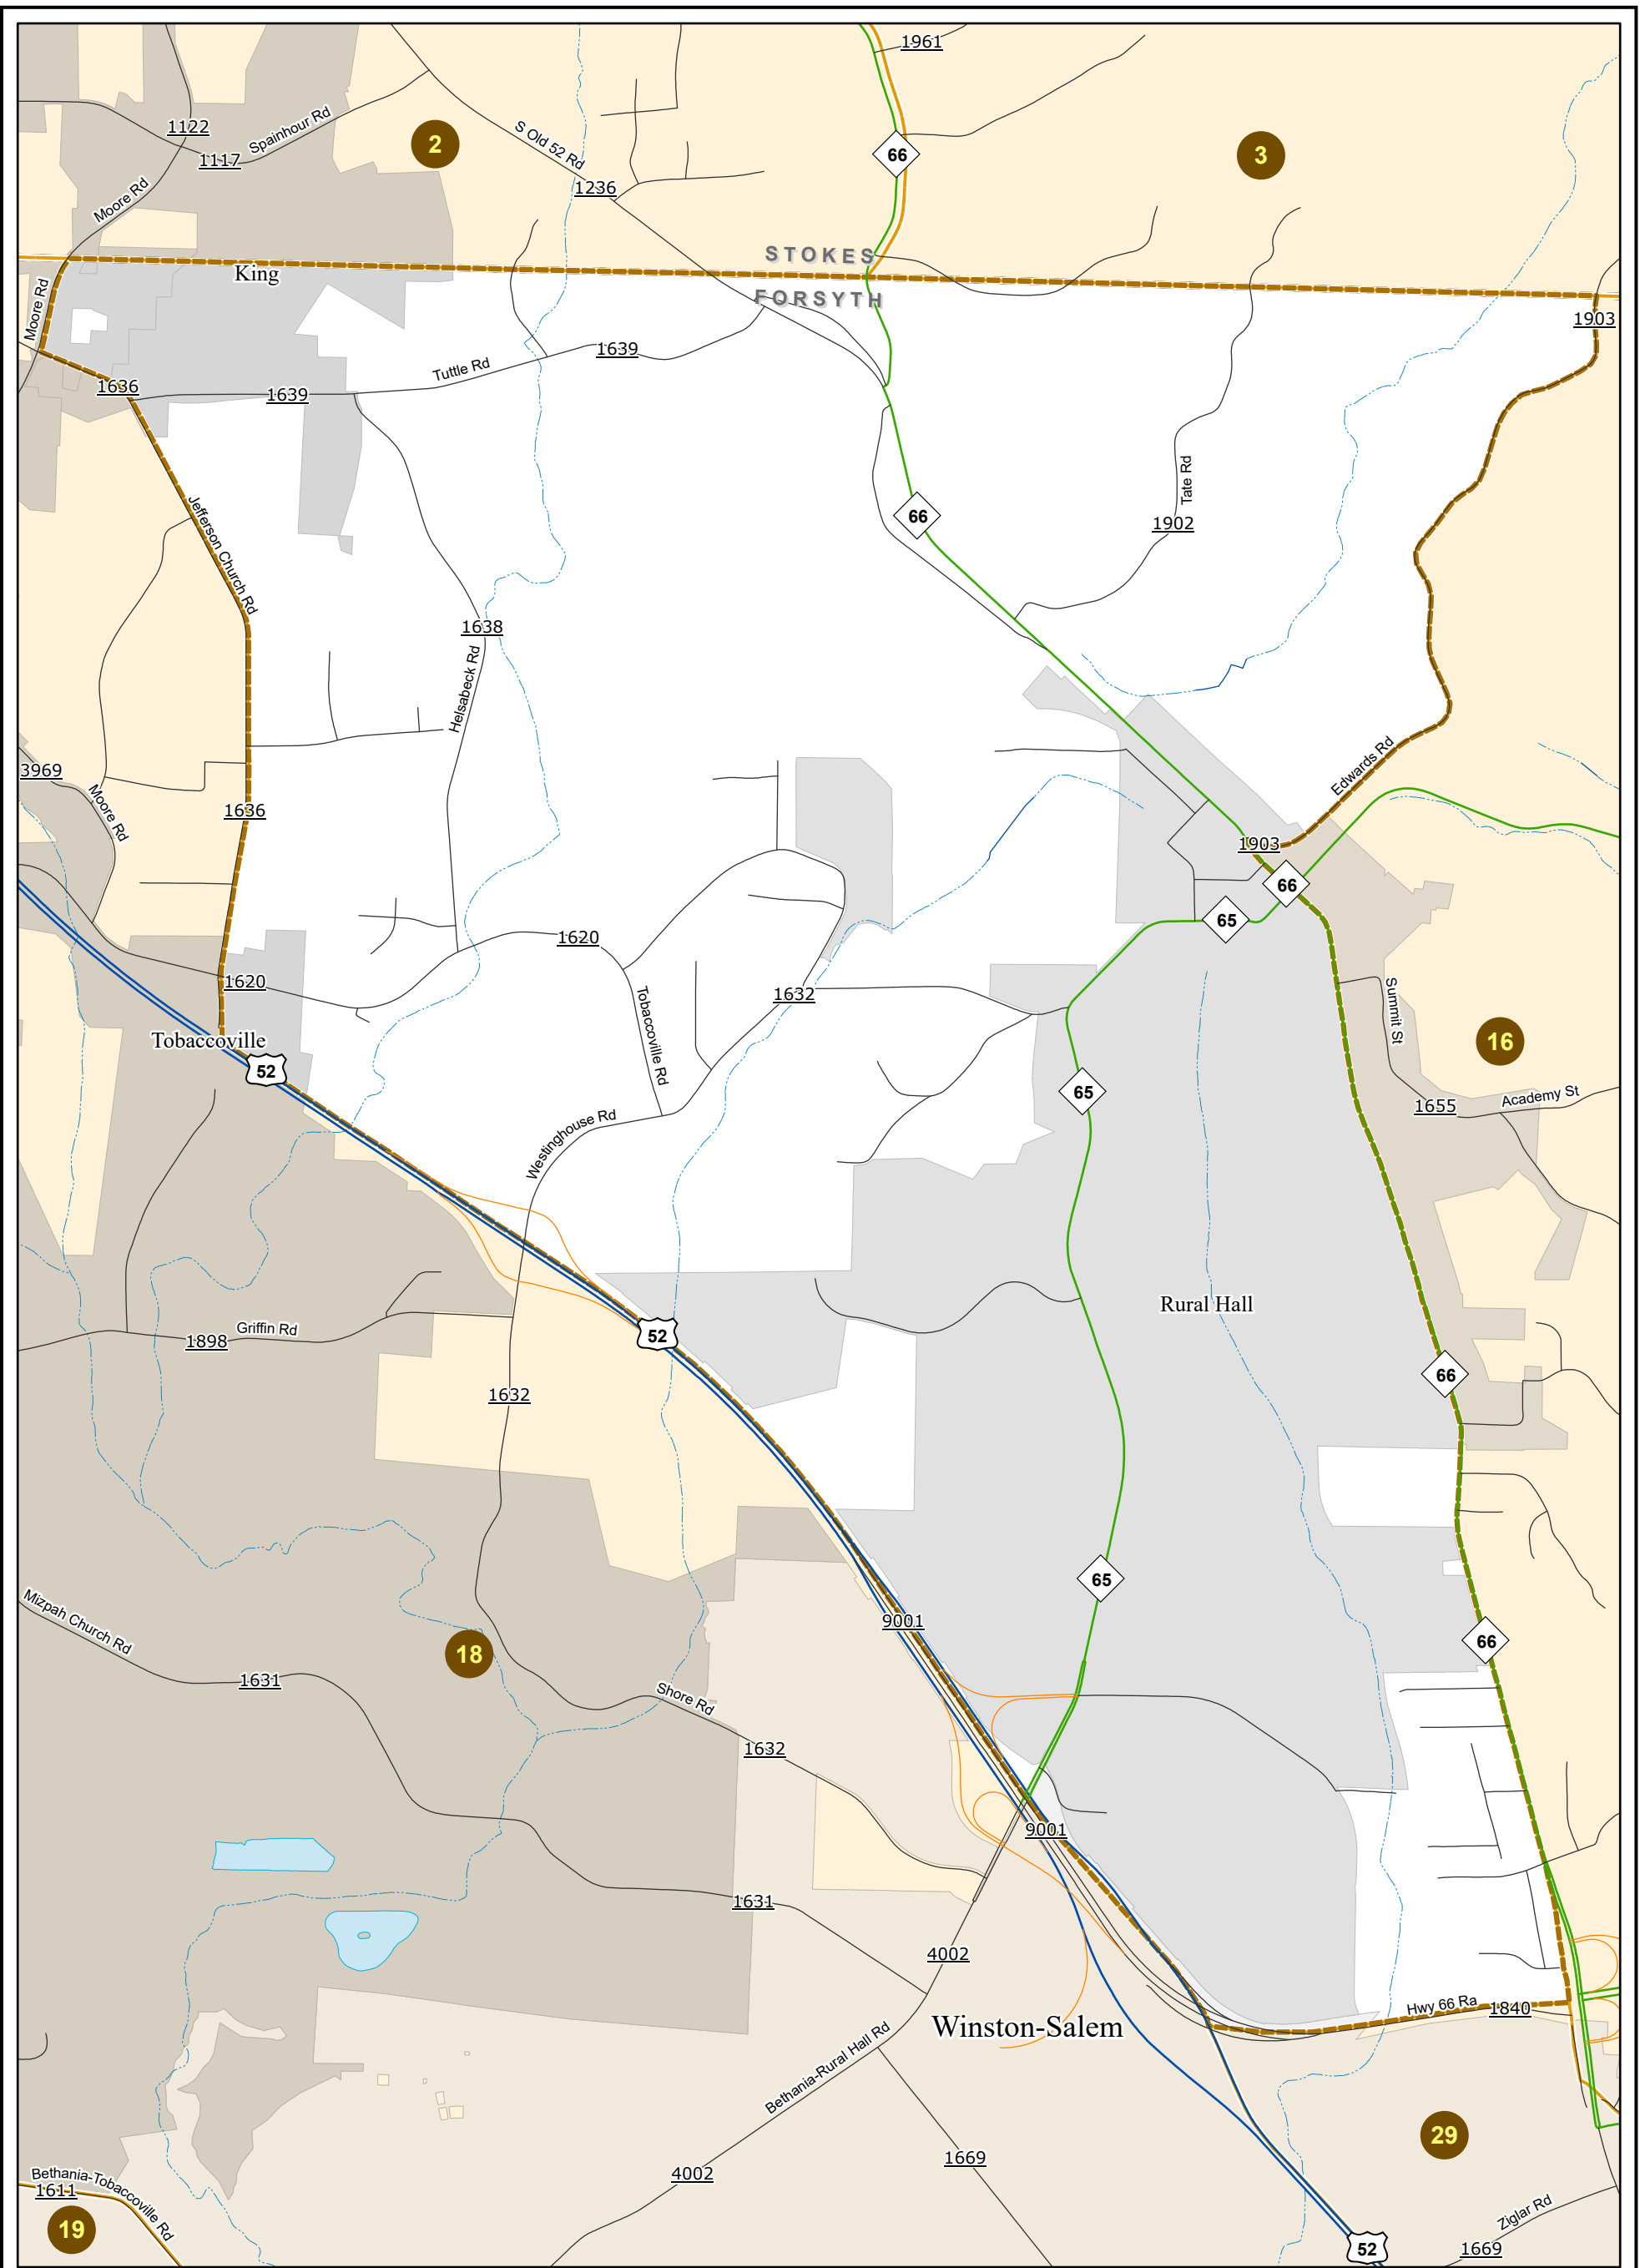 1961
1122
Spainhour Rd
2
S Old 52 Rd
66
3
1117
1236
Moore Rd
STOKES
King
FORSYTH
Moore Rd
1903
1639
Tuttle Rd
1636
1639
Tate Rd
66
1902
Jefferson Church Rd
1638
Helsabeck Rd
3969
Edwards Rd
Moore Rd
1636
1903
66
65
1620
1620
1632
Summit St
Tobaccoville
Tobaccoville Rd
16
52
65
1655
Academy St
Westinghouse Rd
Rural Hall
Griffin Rd
1898
52
66
1632
65
Mizpah Church Rd
9001
66
18
1631
Shore Rd
1632
9001
1631
4002
Hwy 66 Ra
1840
Winston-Salem
Bethania-Rural Hall Rd
29
1669
4002
Bethania-Tobaccoville Rd
1611
19
Ziglar Rd
52
1669